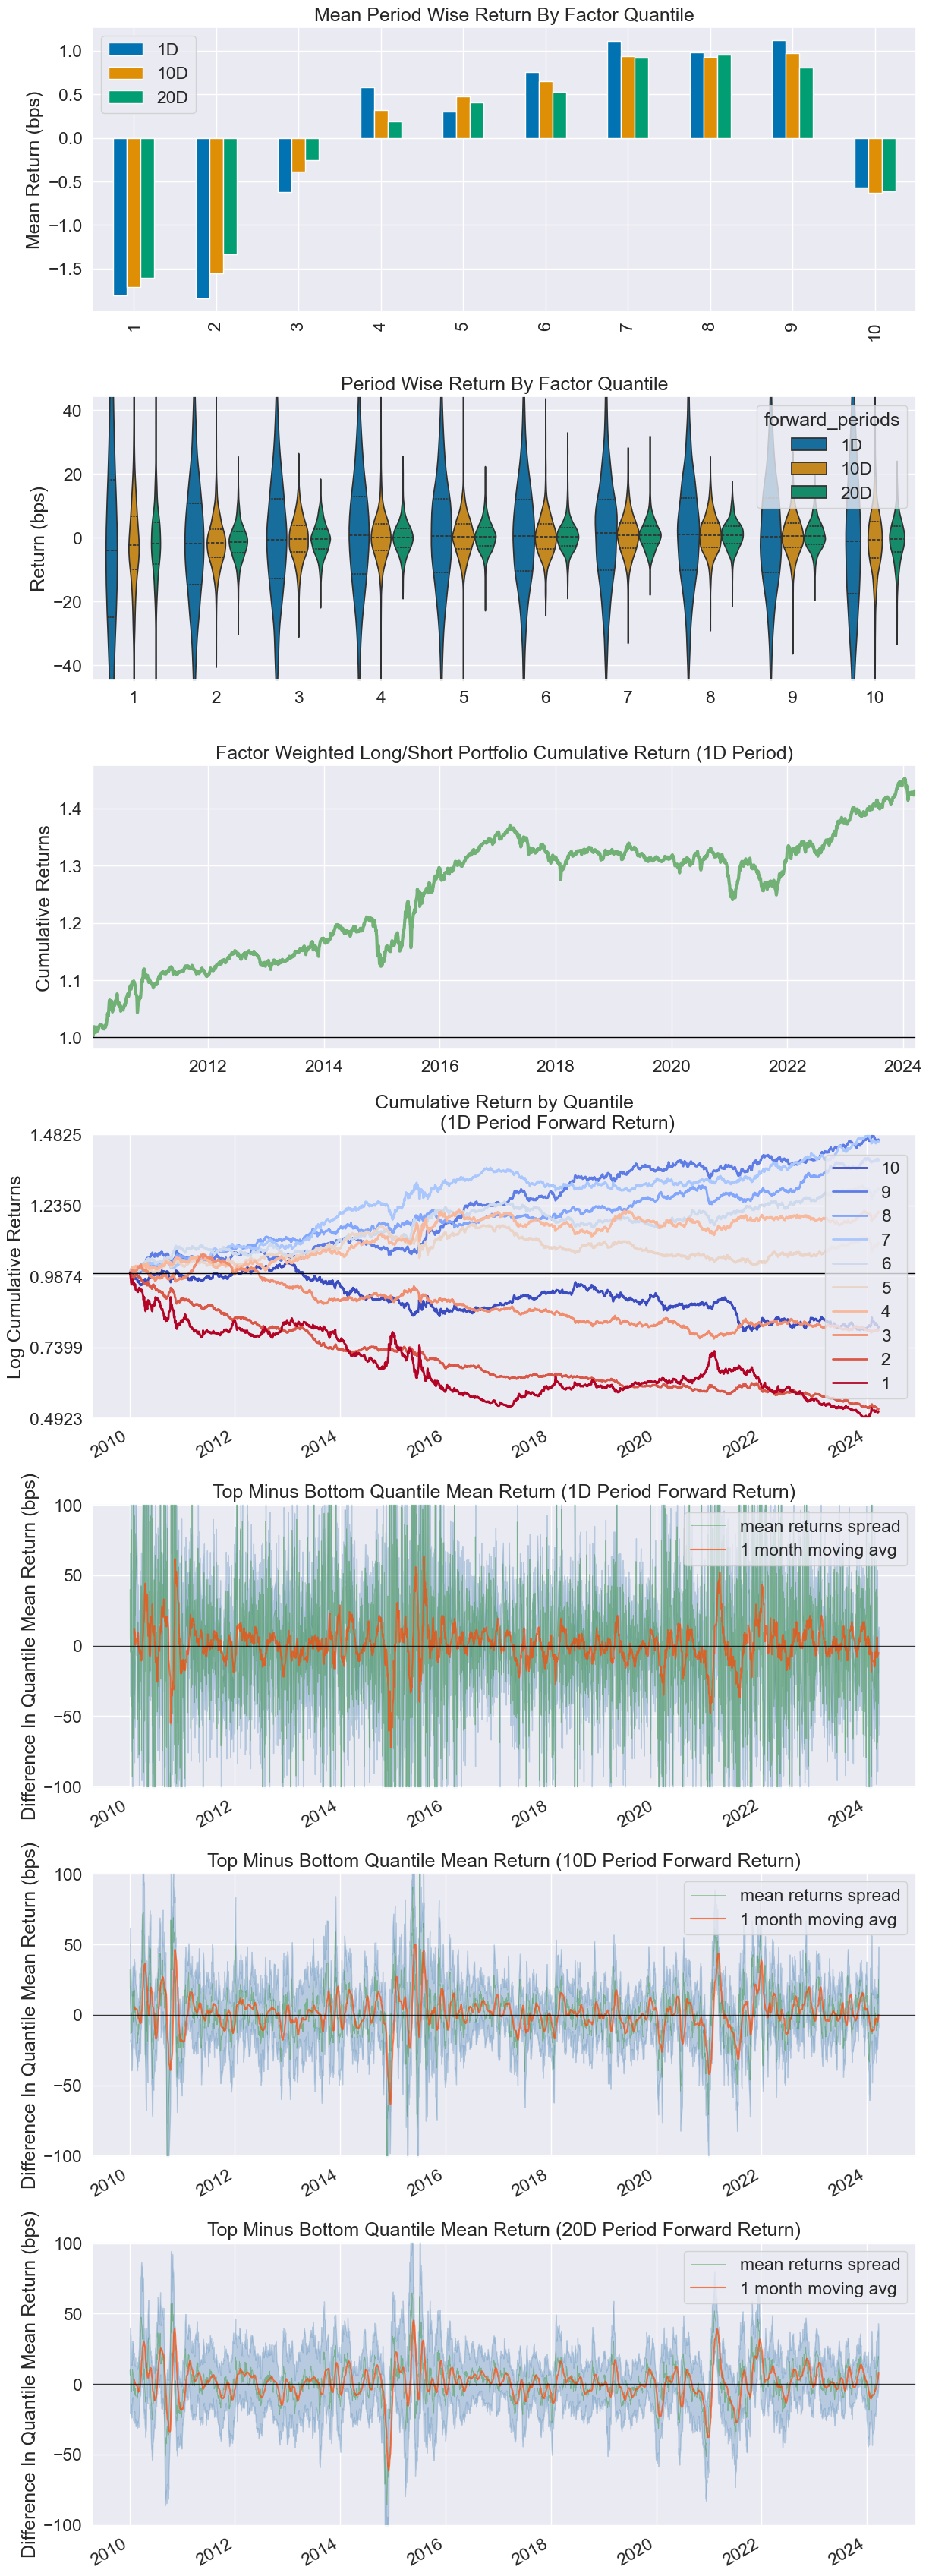 Mean Period Wise Return By Factor Quantile
1D
10D
20D
Mean Return (bps)
1.0
0.5
0.0
−0.5
−1.0
−1.5
1 2 3 4 5 6 7 8 9 10
Period Wise Return By Factor Quantile
forward_periods
1D
10D
20D
Return (bps)
40
20
0
−20
−40
1 2 3 4 5 6 7 8 9 10
Factor Weighted Long/Short Portfolio Cumulative Return (1D Period)
Cumulative Returns
1.4
1.3
1.2
1.1
1.0
2012 2014 2016 2018 2020 2022 2024
Cumulative Return by Quantile
(1D Period Forward Return)
Log Cumulative Returns
1.4825
1.2350
0.9874
0.7399
0.4923
10
9
8
7
6
5
4
3
2
1
2010 2012 2014 2016 2018 2020 2022 2024
Top Minus Bottom Quantile Mean Return (1D Period Forward Return)
mean returns spread
1 month moving avg
Difference In Quantile Mean Return (bps)
100
50
0
−50
−100
2010 2012 2014 2016 2018 2020 2022 2024
Top Minus Bottom Quantile Mean Return (10D Period Forward Return)
mean returns spread
1 month moving avg
Difference In Quantile Mean Return (bps)
100
50
0
−50
−100
2010 2012 2014 2016 2018 2020 2022 2024
Top Minus Bottom Quantile Mean Return (20D Period Forward Return)
mean returns spread
1 month moving avg
Difference In Quantile Mean Return (bps)
100
50
0
−50
−100
2010 2012 2014 2016 2018 2020 2022 2024